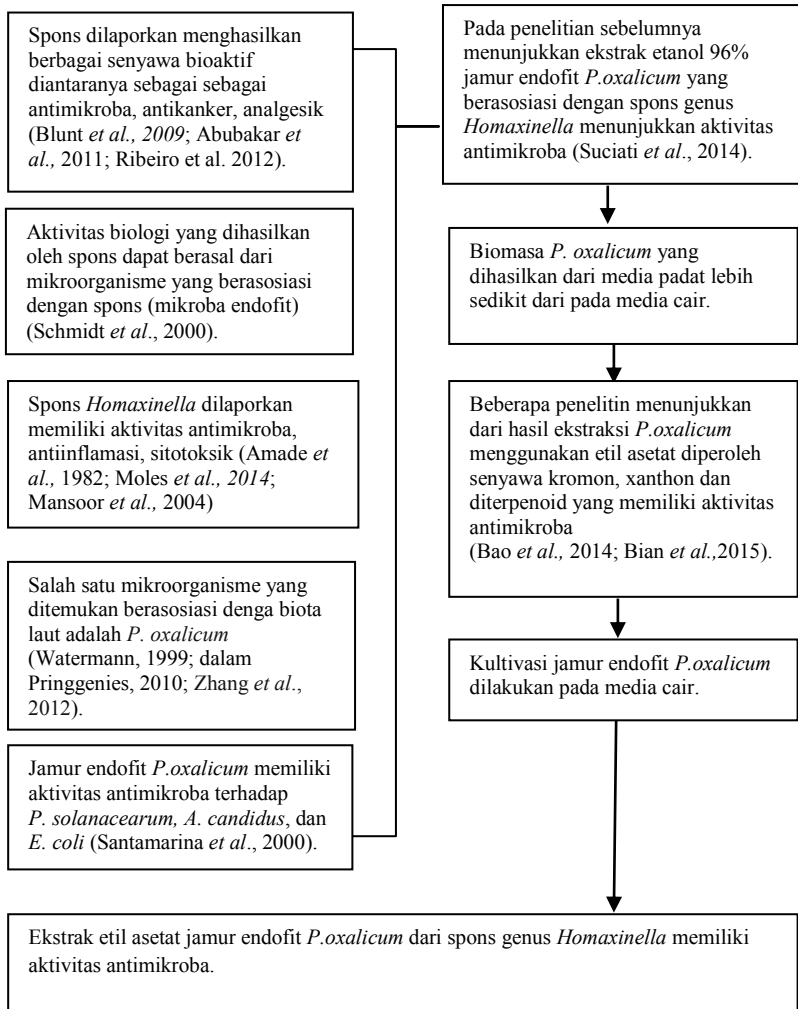 Spons dilaporkan menghasilkan
berbagai senyawa bioaktif
diantaranya sebagai sebagai
antimikroba, antikanker, analgesik
(Blunt et al., 2009; Abubakar et
al., 2011; Ribeiro et al. 2012).
Aktivitas biologi yang dihasilkan
oleh spons dapat berasal dari
mikroorganisme yang berasosiasi
dengan spons (mikroba endofit)
(Schmidt et al., 2000).
Spons Homaxinella dilaporkan
memiliki aktivitas antimikroba,
antiinflamasi, sitotoksik (Amade et
al., 1982; Moles et al., 2014;
Mansoor et al., 2004)
Salah satu mikroorganisme yang
ditemukan berasosiasi denga biota
laut adalah P. oxalicum
(Watermann, 1999; dalam
Pringgenies, 2010; Zhang et al.,
2012).
Jamur endofit P.oxalicum memiliki
aktivitas antimikroba terhadap
P. solanacearum, A. candidus, dan
E. coli (Santamarina et al., 2000).
Pada penelitian sebelumnya
menunjukkan ekstrak etanol 96%
jamur endofit P.oxalicum yang
berasosiasi dengan spons genus
Homaxinella menunjukkan aktivitas
antimikroba (Suciati et al., 2014).
Biomasa P. oxalicum yang
dihasilkan dari media padat lebih
sedikit dari pada media cair.
Beberapa penelitin menunjukkan
dari hasil ekstraksi P.oxalicum
menggunakan etil asetat diperoleh
senyawa kromon, xanthon dan
diterpenoid yang memiliki aktivitas
antimikroba
(Bao et al., 2014; Bian et al.,2015).
Kultivasi jamur endofit P.oxalicum
dilakukan pada media cair.
Ekstrak etil asetat jamur endofit P.oxalicum dari spons genus Homaxinella memiliki
aktivitas antimikroba.